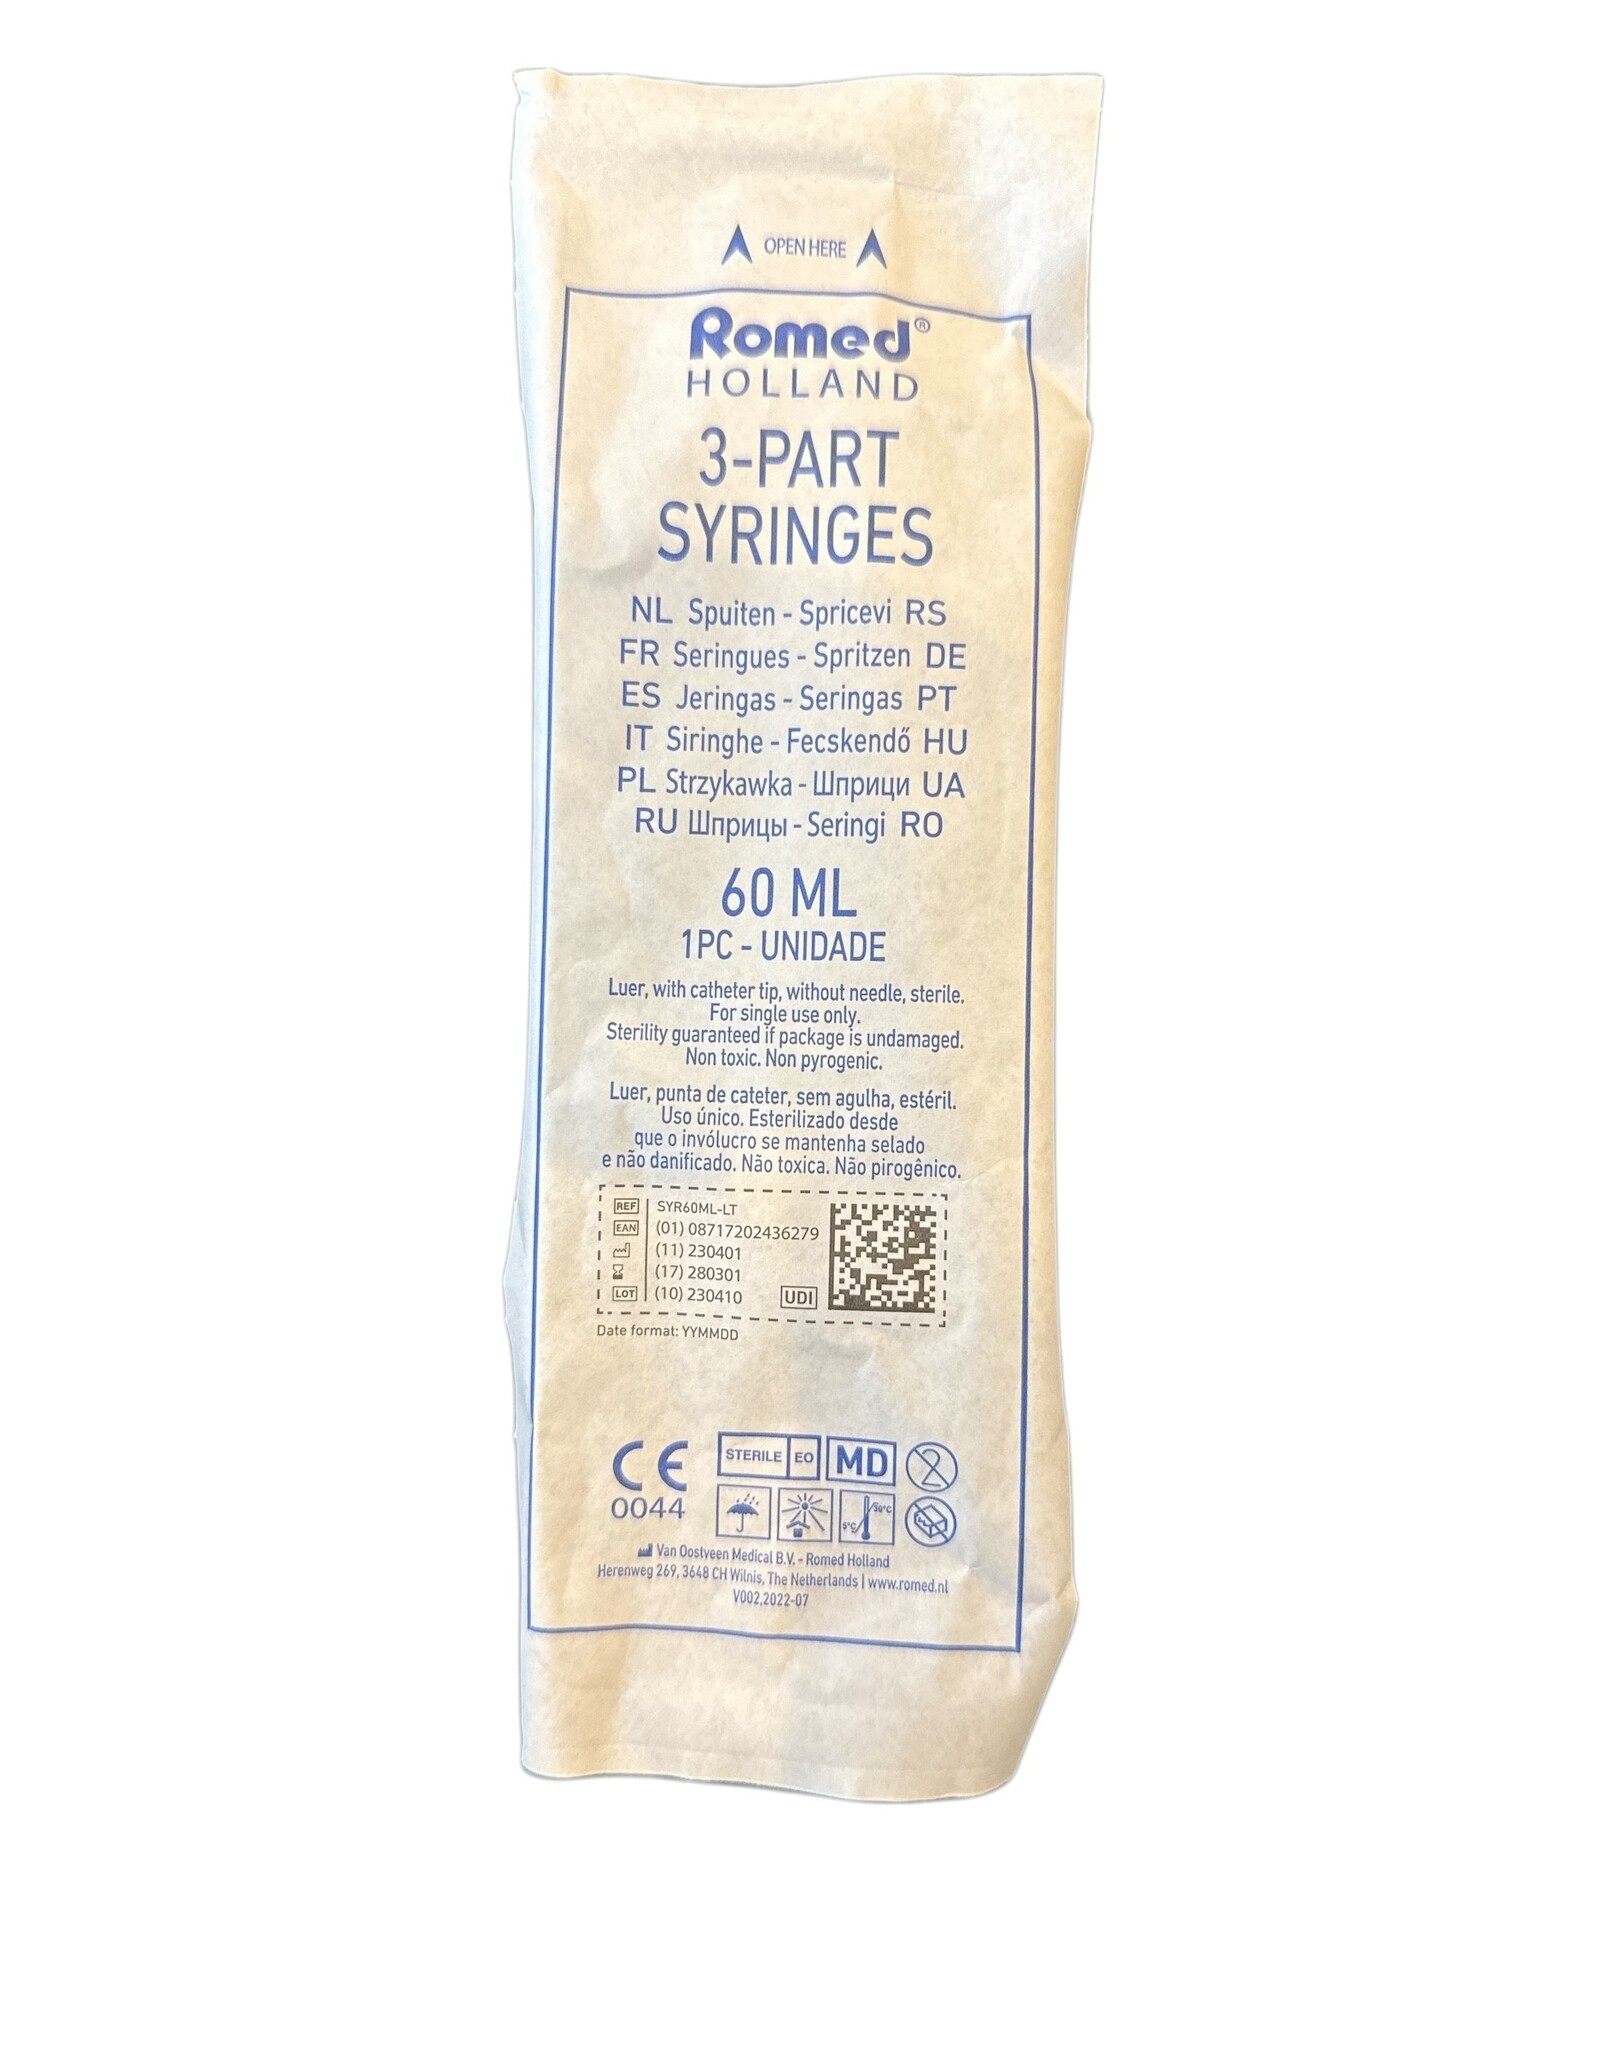 OPEN HERE
Romed®
HOLLAND
3-PART
SYRINGES
NL Spuiten - Spricevi RS
FR Seringues - Spritzen DE
ES Jeringas - Seringas PT
IT Siringhe - Fecskendő HU
PL Strzykawka - Шприци UA
RU Шприцы - Seringi RO
60 ML
1PC - UNIDADE
Luer, with catheter tip, without needle, sterile.
For single use only.
Sterility guaranteed if package is undamaged.
Non toxic. Non pyrogenic.
Luer, punta de cateter, sem agulha, estéril.
Uso único. Esterilizado desde
que o invólucro se mantenha selado
e não danificado. Não toxica. Não pirogênico.
REF SYR60ML-LT
EAN (01) 08717202436279
(11) 230401
(17) 280301
LOT (10) 230410 UDI
Date format: YYMMDD
CE STERILE EO MD 2
0044 5°C 30°C
Van Oostveen Medical B.V. - Romed Holland
Herenweg 269, 3648 CH Wilnis, The Netherlands | www.romed.nl
V002,2022-07